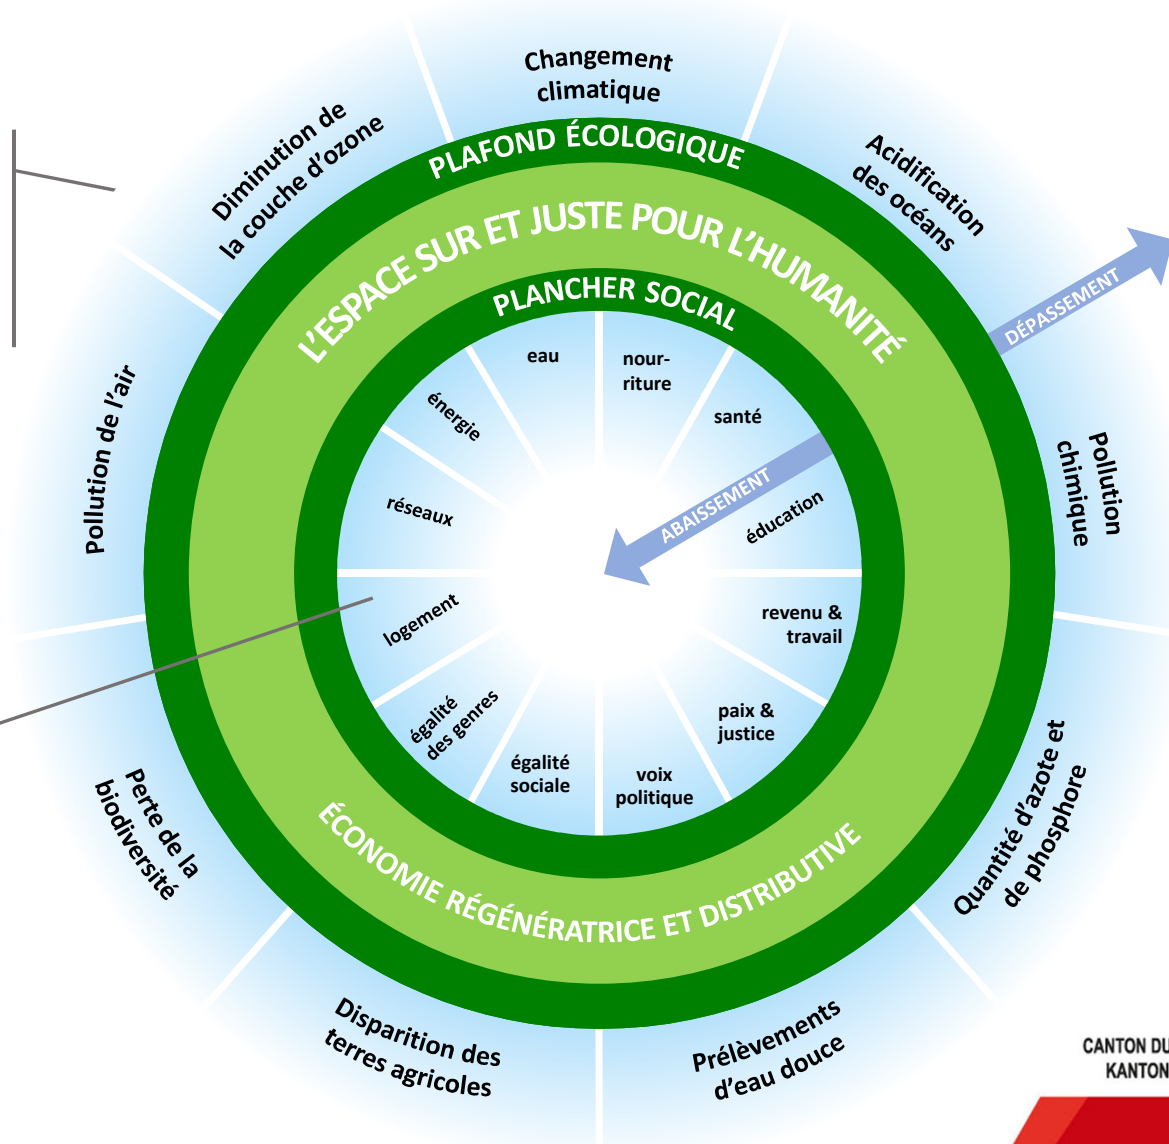 Changement
climatique
Diminution de
la couche d'ozone
Acidification
des océans
PLAFOND ÉCOLOGIQUE
L'ESPACE SUR ET JUSTE POUR L'HUMANITÉ
PLANCHER SOCIAL
DÉPASSEMENT
eau
nour-
riture
énergie
santé
Pollution de l'air
Pollution
chimique
réseaux
ABAISSEMENT
éducation
logement
revenu &
travail
égalité
des genres
paix &
justice
égalité
sociale
voix
politique
Perte de la
biodiversité
Quantité d'azote et
de phosphore
ÉCONOMIE RÉGÉNÉRATRICE ET DISTRIBUTIVE
Disparition des
terres agricoles
Prélèvements
d'eau douce
CANTON DU
KANTON